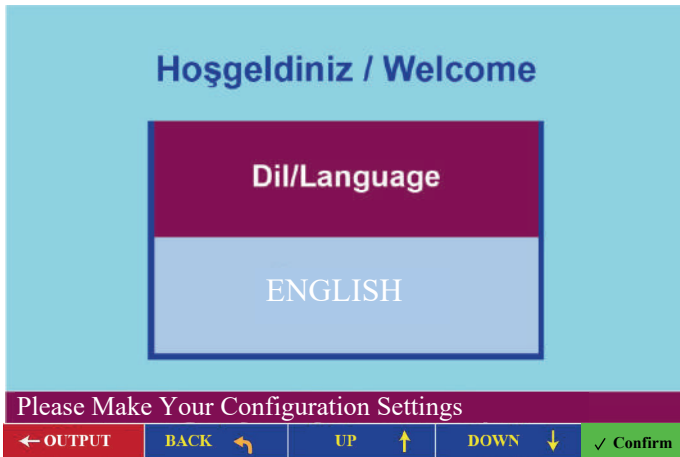 Hoşgeldiniz / Welcome
Dil/Language
ENGLISH
Please Make Your Configuration Settings
← OUTPUT BACK UP ↑ DOWN ↓ ✓ Confirm